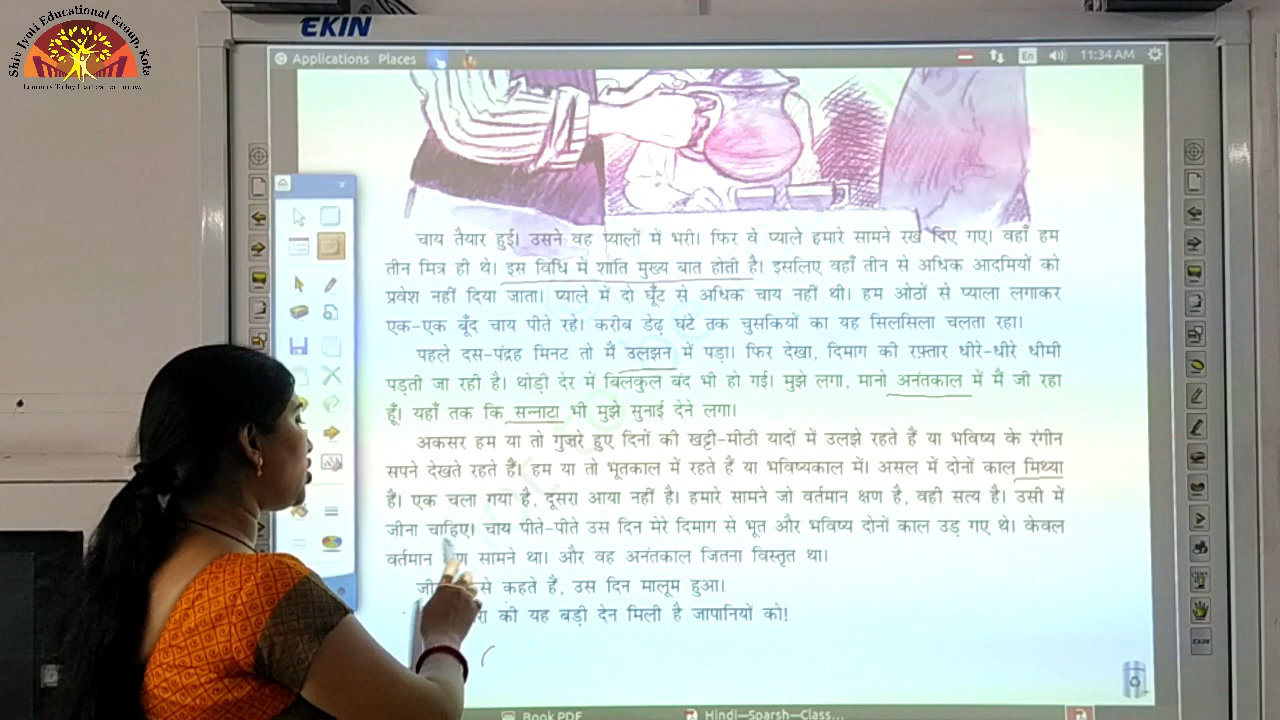 Shiv Jyoti Educational Group, Kota
EKIN
Applications Places
En
11:34 AM
चाय तैयार हुई। उसने वह प्यालों में भरी। फिर वे प्याले हमारे सामने रख दिए गए। वहाँ हम
तीन मित्र ही थे। इस विधि में शांति मुख्य बात होती है। इसलिए वहाँ तीन से अधिक आदमियों को
प्रवेश नहीं दिया जाता। प्याले में दो घूँट से अधिक चाय नहीं थी। हम ओठों से प्याला लगाकर
एक-एक बूँद चाय पीते रहे। करीब डेढ़ घंटे तक चुसकियों का यह सिलसिला चलता रहा।
पहले दस-पंद्रह मिनट तो मैं उलझन में पड़ा। फिर देखा, दिमाग की रफ़्तार धीरे-धीरे धीमी
पड़ती जा रही है। थोड़ी देर में बिलकुल बंद भी हो गई। मुझे लगा, मानो अनंतकाल में मैं जी रहा
हूँ। यहाँ तक कि सन्नाटा भी मुझे सुनाई देने लगा।
अकसर हम या तो गुज़रे हुए दिनों की खट्टी-मीठी यादों में उलझे रहते हैं या भविष्य के रंगीन
सपने देखते रहते हैं। हम या तो भूतकाल में रहते हैं या भविष्यकाल में। असल में दोनों काल मिथ्या
हैं। एक चला गया है, दूसरा आया नहीं है। हमारे सामने जो वर्तमान क्षण है, वही सत्य है। उसी में
जीना चाहिए। चाय पीते-पीते उस दिन मेरे दिमाग से भूत और भविष्य दोनों काल उड़ गए थे। केवल
वर्तमान सामने था। और वह अनंतकाल जितना विस्तृत था।
से कहते हैं, उस दिन मालूम हुआ।
की यह बड़ी देन मिली है जापानियों को!
Book PDF
Hindi—Sparsh—Class...
EKIN